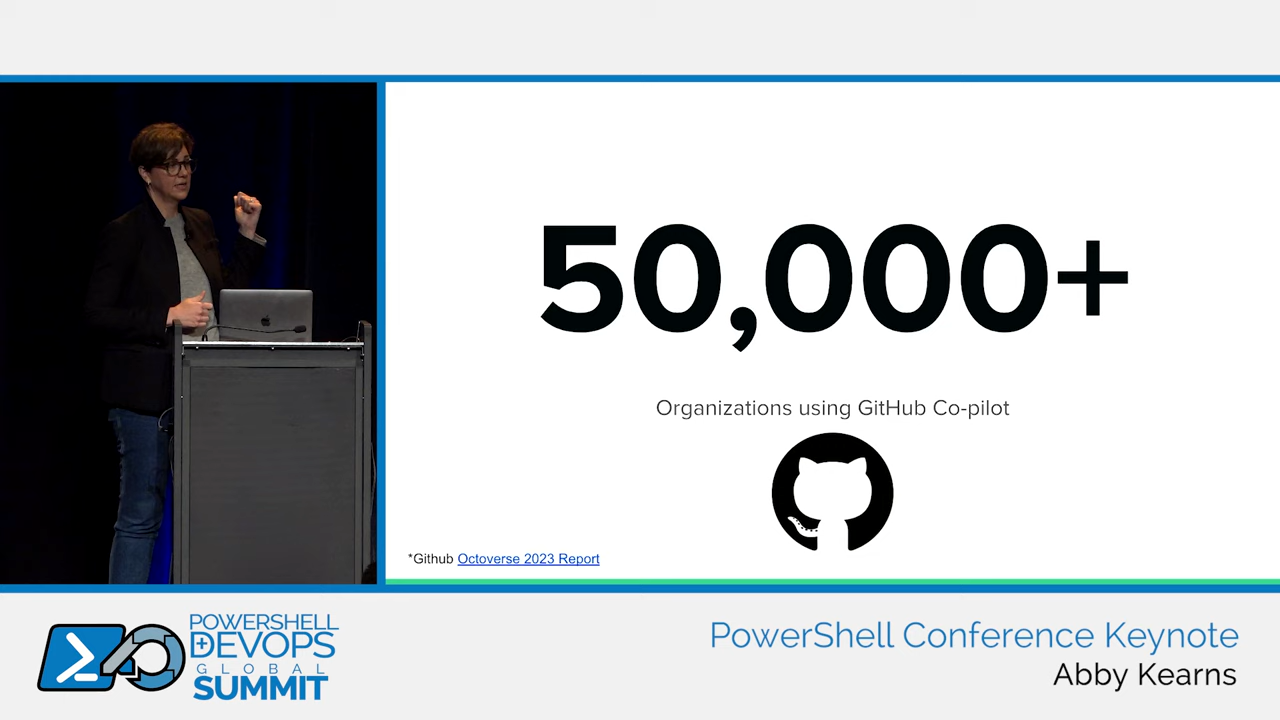 50,000+
Organizations using GitHub Co-pilot
*Github Octoverse 2023 Report
POWERSHELL
+DEVOPS
GLOBAL
SUMMIT
PowerShell Conference Keynote
Abby Kearns